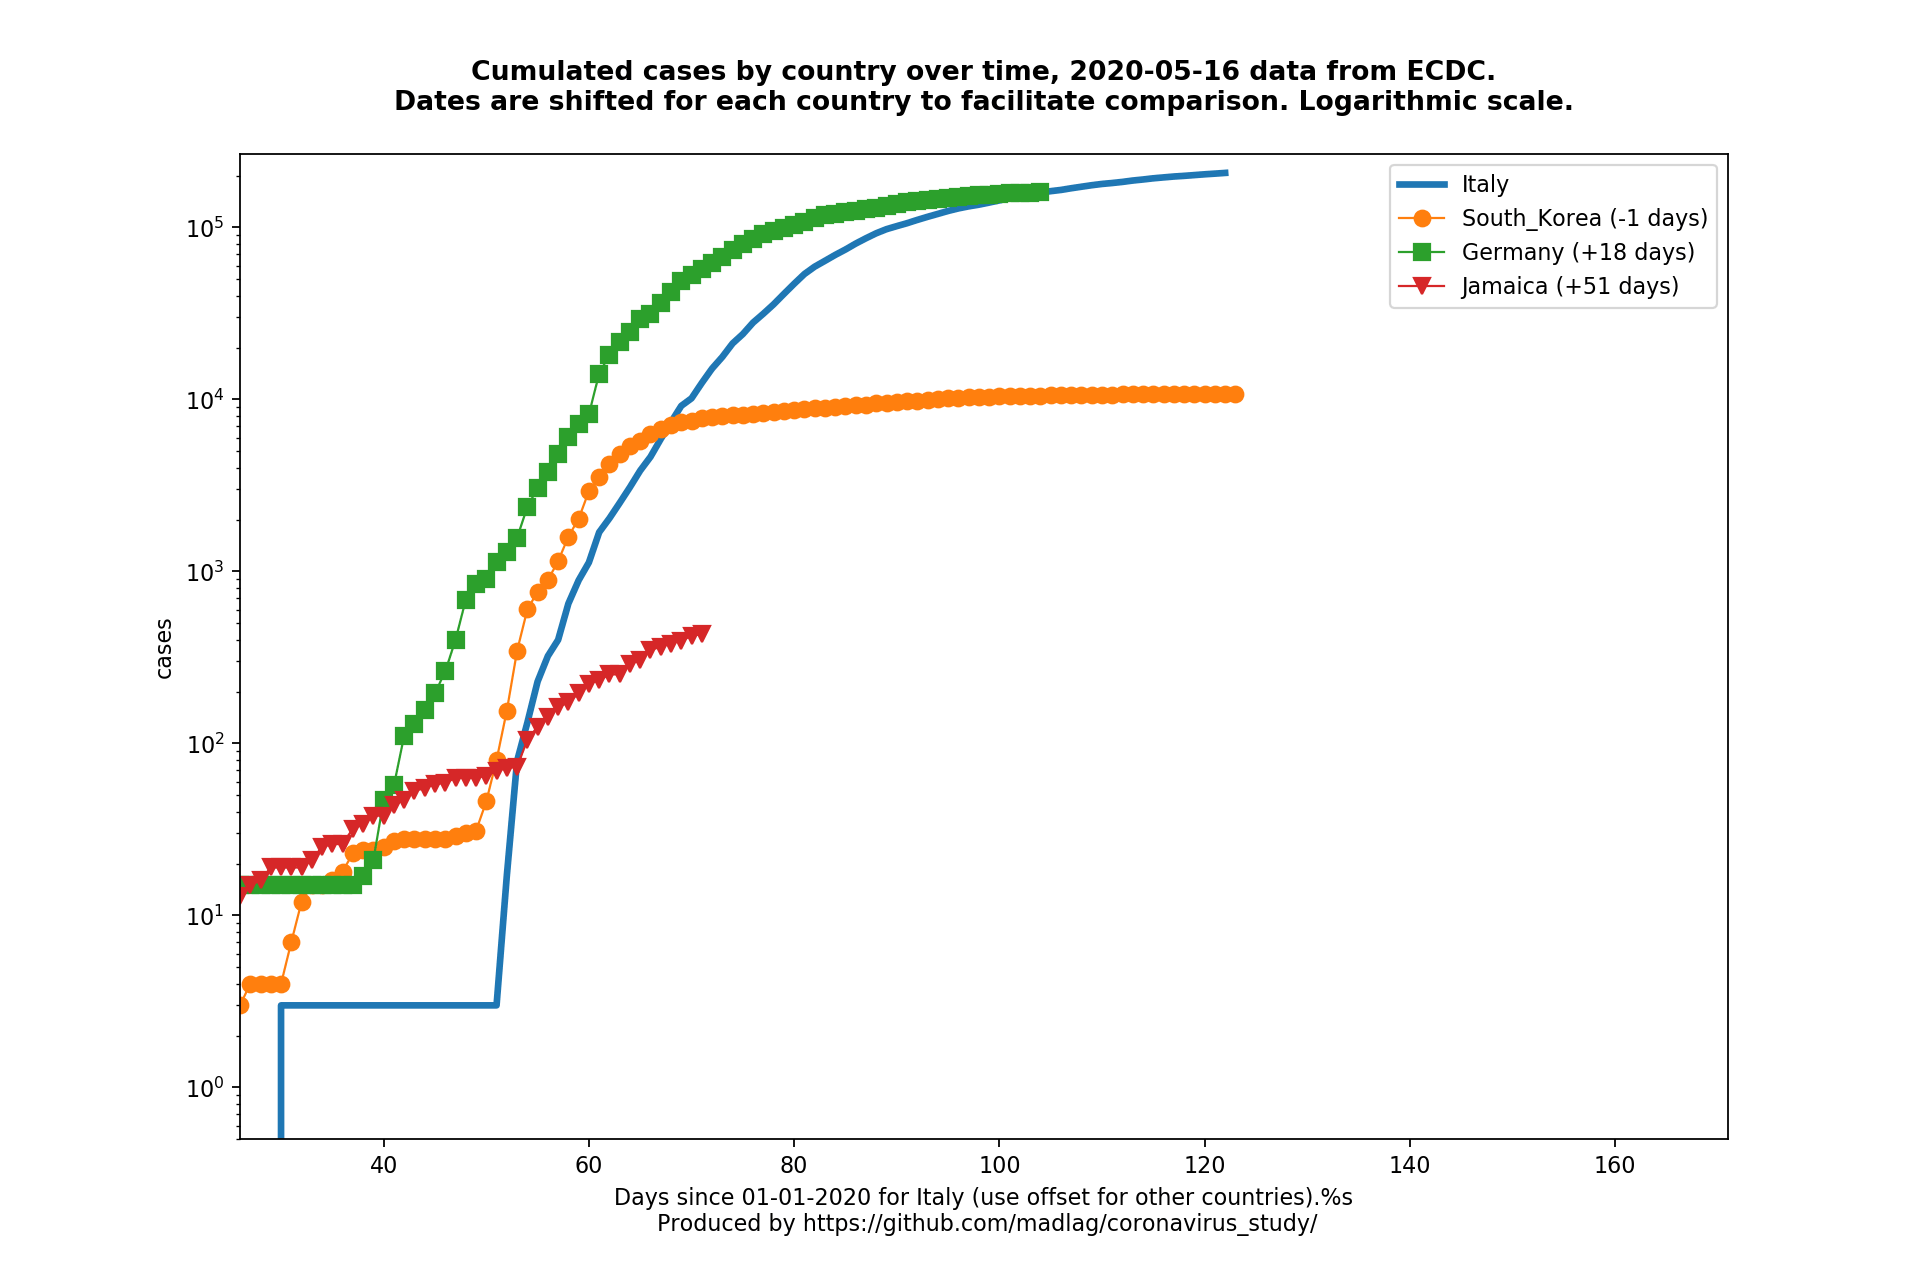 Cumulated cases by country over time, 2020-05-16 data from ECDC.
Dates are shifted for each country to facilitate comparison. Logarithmic scale.
Italy
South_Korea (-1 days)
Germany (+18 days)
Jamaica (+51 days)
10^5
10^4
10^3
10^2
10^1
10^0
cases
40 60 80 100 120 140 160
Days since 01-01-2020 for Italy (use offset for other countries).%s
Produced by https://github.com/madlag/coronavirus_study/